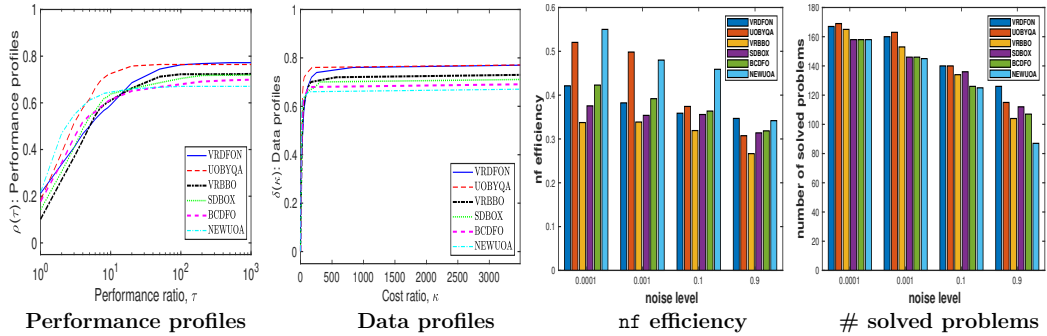 ρ(τ): Performance profiles
1
0.8
0.6
0.4
0.2
0
10^0
10^1
10^2
10^3
Performance ratio, τ
VRDFON
UOBYQA
VRBBO
SDBOX
BCDFO
NEWUOA
Performance profiles
δ(κ): Data profiles
1
0.8
0.6
0.4
0.2
0
0 500 1000 1500 2000 2500 3000
Cost ratio, κ
VRDFON
UOBYQA
VRBBO
SDBOX
BCDFO
NEWUOA
Data profiles
nf efficiency
0.6
0.5
0.4
0.3
0.2
0.1
0
0.0001 0.001 0.1 0.9
noise level
VRDFON
UOBYQA
VRBBO
SDBOX
BCDFO
NEWUOA
nf efficiency
number of solved problems
180
160
140
120
100
80
60
40
20
0
0.0001 0.001 0.1 0.9
noise level
VRDFON
UOBYQA
VRBBO
SDBOX
BCDFO
NEWUOA
# solved problems